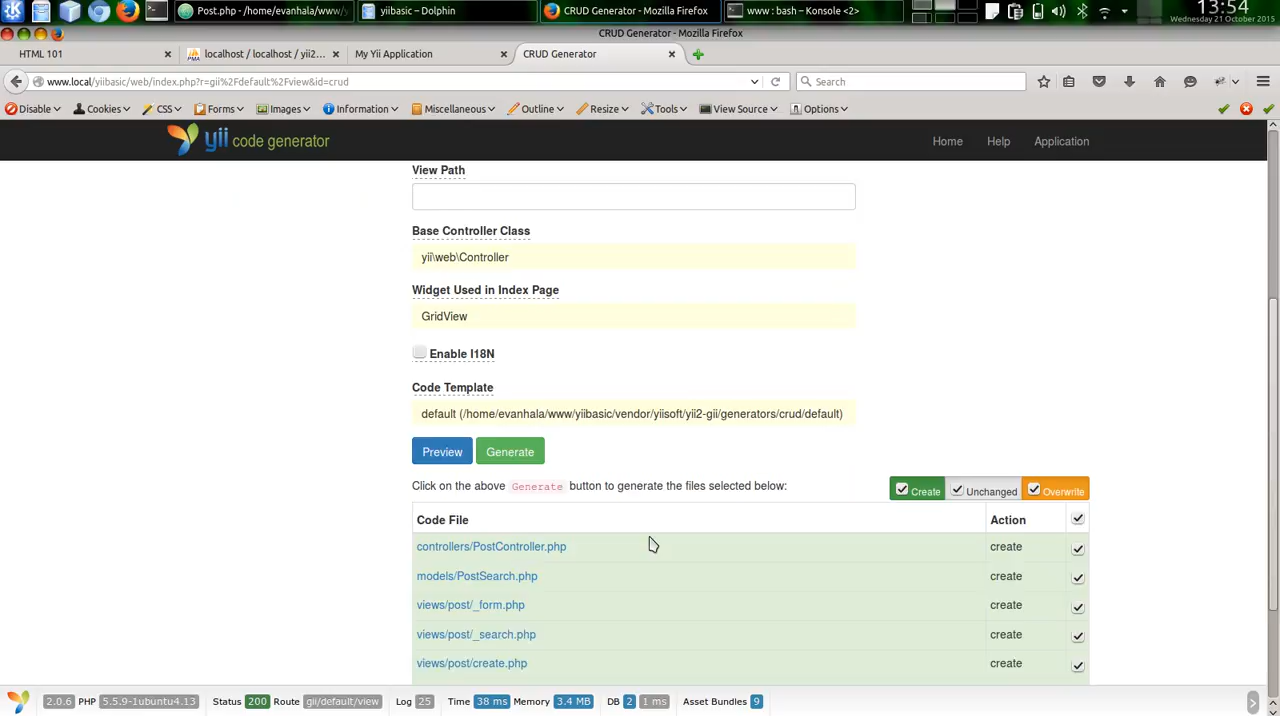 Post.php - /home/evanhala/www/y
yiibasic - Dolphin
CRUD Generator - Mozilla Firefox
www : bash - Konsole <2>
13:54
Wednesday 21 October 2015
CRUD Generator - Mozilla Firefox
HTML 101
localhost / localhost / yii2...
My Yii Application
CRUD Generator
www.local/yiibasic/web/index.php?r=gii%2Fdefault%2Fview&id=crud
Search
Disable
Cookies
CSS
Forms
Images
Information
Miscellaneous
Outline
Resize
Tools
View Source
Options
yii code generator
Home
Help
Application
View Path
Base Controller Class
yii\web\Controller
Widget Used in Index Page
GridView
Enable I18N
Code Template
default (/home/evanhala/www/yiibasic/vendor/yiisoft/yii2-gii/generators/crud/default)
Preview
Generate
Click on the above Generate button to generate the files selected below:
Create
Unchanged
Overwrite
Code File
Action
controllers/PostController.php
create
models/PostSearch.php
create
views/post/_form.php
create
views/post/_search.php
create
views/post/create.php
create
2.0.6 PHP 5.5.9-1ubuntu4.13 Status 200 Route gii/default/view Log 25 Time 38 ms Memory 3.4 MB DB 2 1 ms Asset Bundles 9